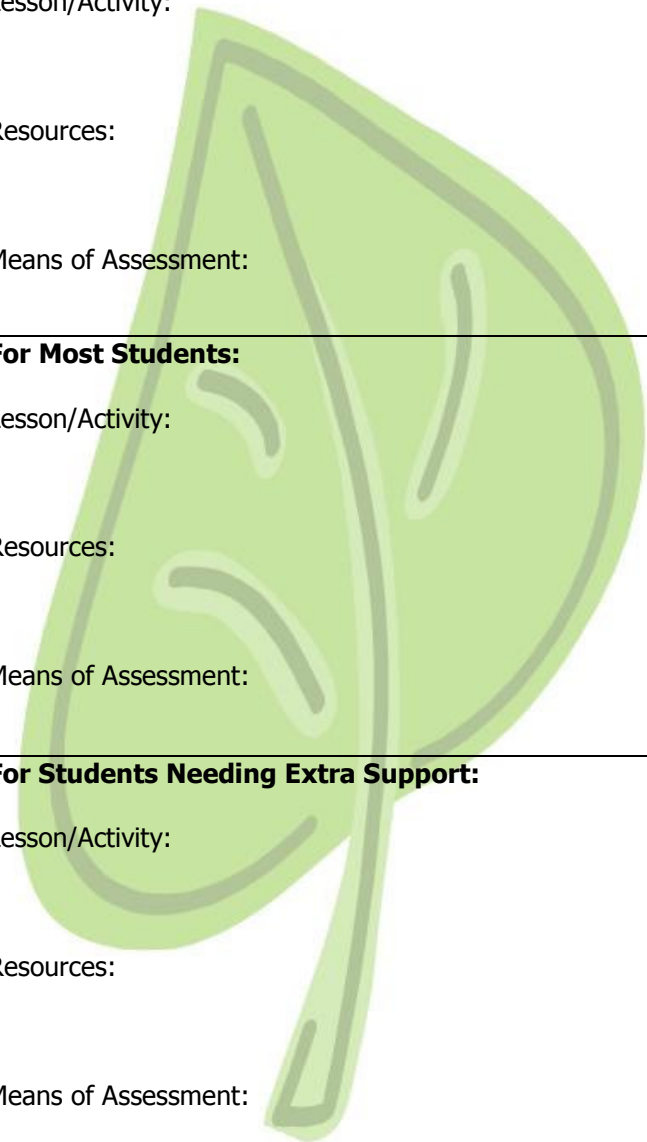 Lesson/Activity:
Resources:
Means of Assessment:
For Most Students:
Lesson/Activity:
Resources:
Means of Assessment:
For Students Needing Extra Support:
Lesson/Activity:
Resources:
Means of Assessment: